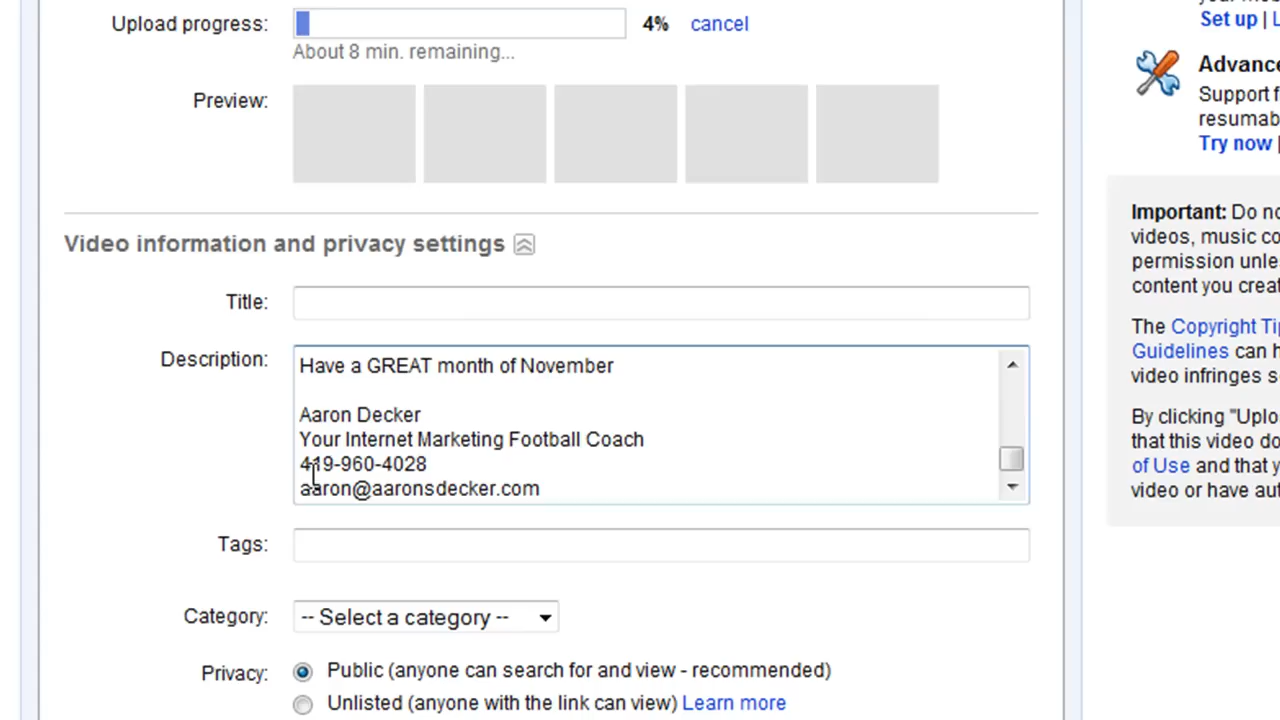 Upload progress: 4% cancel
About 8 min. remaining...
Preview:
Video information and privacy settings
Title:
Description: Have a GREAT month of November
Aaron Decker
Your Internet Marketing Football Coach
419-960-4028
aaron@aaronsdecker.com
Tags:
Category: -- Select a category --
Privacy: Public (anyone can search for and view - recommended)
Unlisted (anyone with the link can view) Learn more
Set up |
Advance
Support f
resumab
Try now |
Important: Do no
videos, music co
permission unle
content you creat
The Copyright Ti
Guidelines can h
video infringes s
By clicking "Uplo
that this video do
of Use and that y
video or have aut